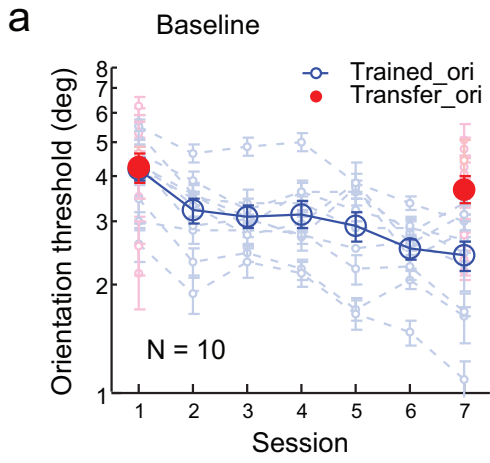 a
Baseline
Orientation threshold (deg)
8
7
6
5
4
3
2
1
Trained_ori
Transfer_ori
N = 10
1 2 3 4 5 6 7
Session